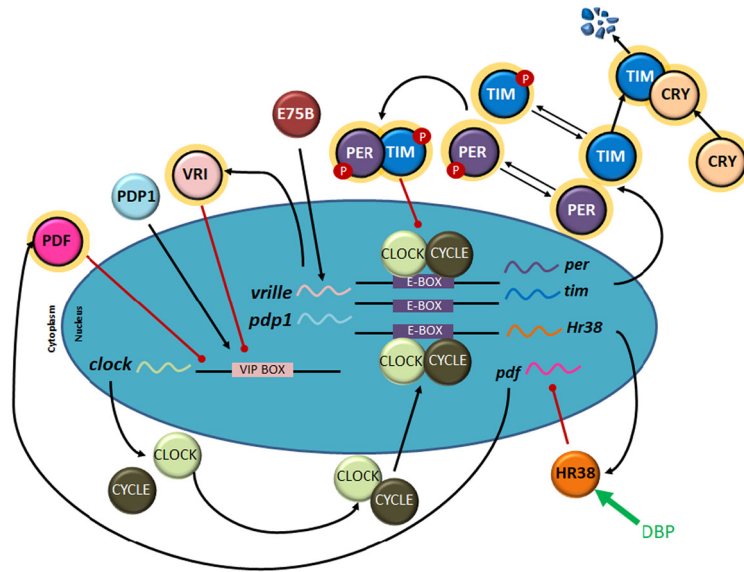 P
TIM
TIM
CRY
E75B
P
P
PER
TIM
PER
P
P
TIM
CRY
VRI
PDP1
PER
PDF
CLOCK
CYCLE
per
vrille
E-BOX
tim
pdp1
E-BOX
Cytoplasm
Nucleus
E-BOX
Hr38
clock
VIP BOX
CLOCK
CYCLE
pdf
CLOCK
CLOCK
HR38
CYCLE
CYCLE
DBP